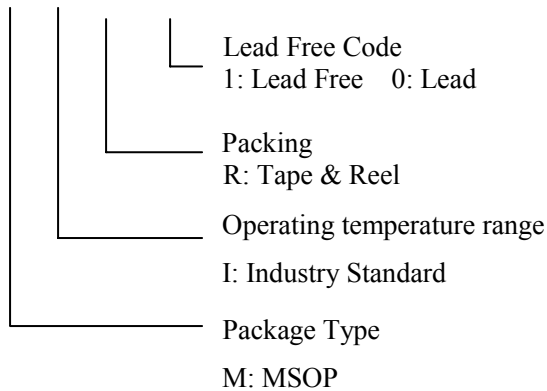 Lead Free Code
1: Lead Free 0: Lead
Packing
R: Tape & Reel
Operating temperature range
I: Industry Standard
Package Type
M: MSOP